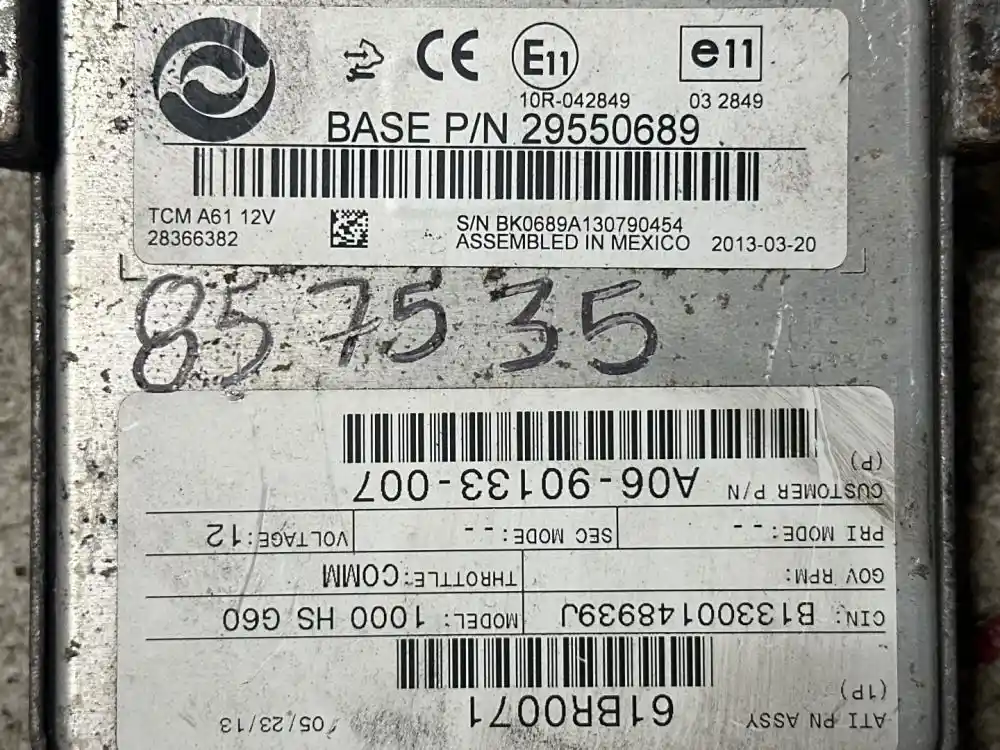 CE E11 e11
10R-042849 03 2849
BASE P/N 29550689
TCM A61 12V
28366382
S/N BK0689A130790454
ASSEMBLED IN MEXICO 2013-03-20
857535
ATI PN ASSY 61BR0071 05/23/13
(1P)
CIN: B13300148939J MODEL: 1000 HS G60
GOV RPM: THROTTLE:COMM
PRI MODE:-- SEC MODE:-- VOLTAGE:12
CUSTOMER P/N A06-90133-007
(P)